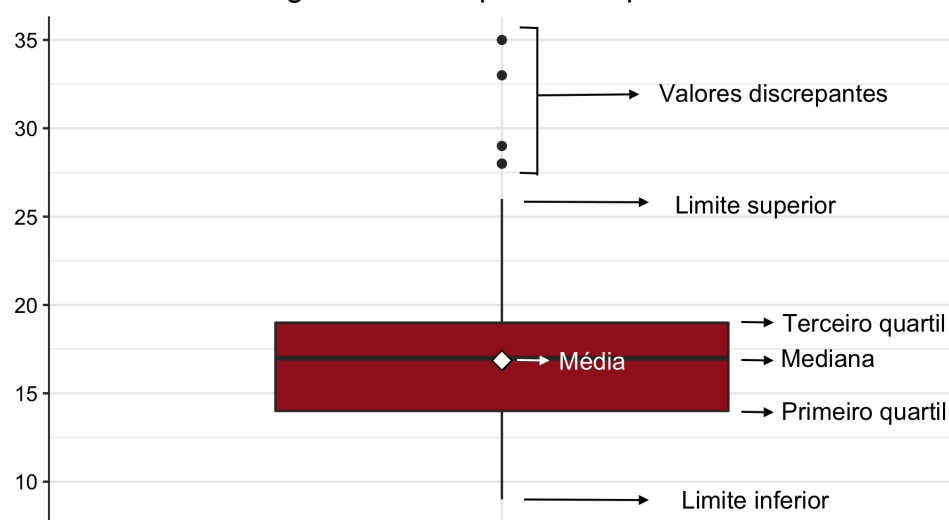 35
Valores discrepantes
30
Limite superior
25
20
Terceiro quartil
Média
Mediana
15
Primeiro quartil
10
Limite inferior